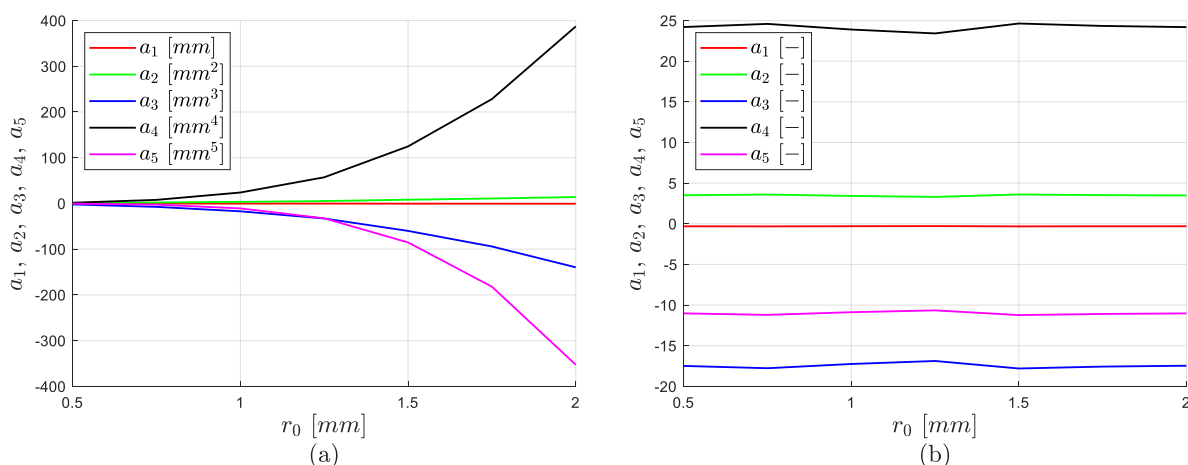 400
300
200
100
0
-100
-200
-300
-400
0.5
1
1.5
2
a₁, a₂, a₃, a₄, a₅
r₀ [mm]
a₁ [mm]
a₂ [mm²]
a₃ [mm³]
a₄ [mm⁴]
a₅ [mm⁵]
(a)
25
20
15
10
5
0
-5
-10
-15
-20
0.5
1
1.5
2
a₁, a₂, a₃, a₄, a₅
r₀ [mm]
a₁ [−]
a₂ [−]
a₃ [−]
a₄ [−]
a₅ [−]
(b)